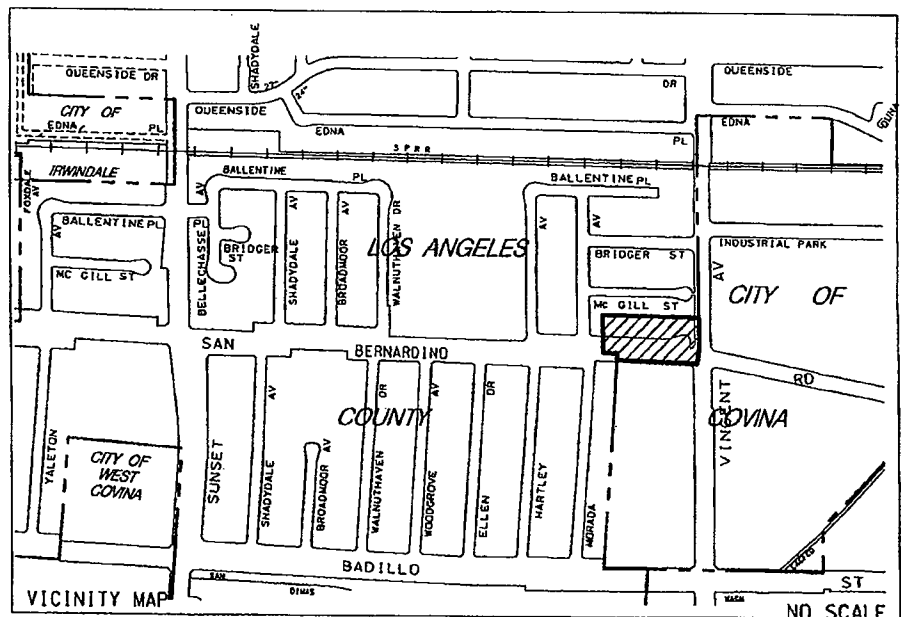 SHADYDALE
QUEENSIDE DR
27TH
24TH
DR
QUEENSIDE
CITY OF
QUEENSIDE
EDNA
PL
EDNA
PL
EDNA
S P R R
IRWINDALE
FOXDALE
AV
BALLENTINE
PL
BALLENTINE PL
AV
BALLENTINE PL
AV
BELLECHASSE
PL
BRIDGER
ST
SHADYDALE
AV
BROADMOOR
AV
WALNUTHAVEN DR
LOS ANGELES
AV
AV
BRIDGER ST
INDUSTRIAL PARK
AV
MC GILL ST
MC GILL ST
CITY OF
SAN
BERNARDINO
RD
COUNTY
COVINA
VINCENT
YALETON
CITY OF
WEST
COVINA
SUNSET
SHADYDALE
AV
BROADMOOR
AV
WALNUTHAVEN
DR
WOODGROVE
AV
ELLEN
DR
HARTLEY
MORADA
BADILLO
ST
SAN
DIMAS
VICINITY MAP
NO SCALE